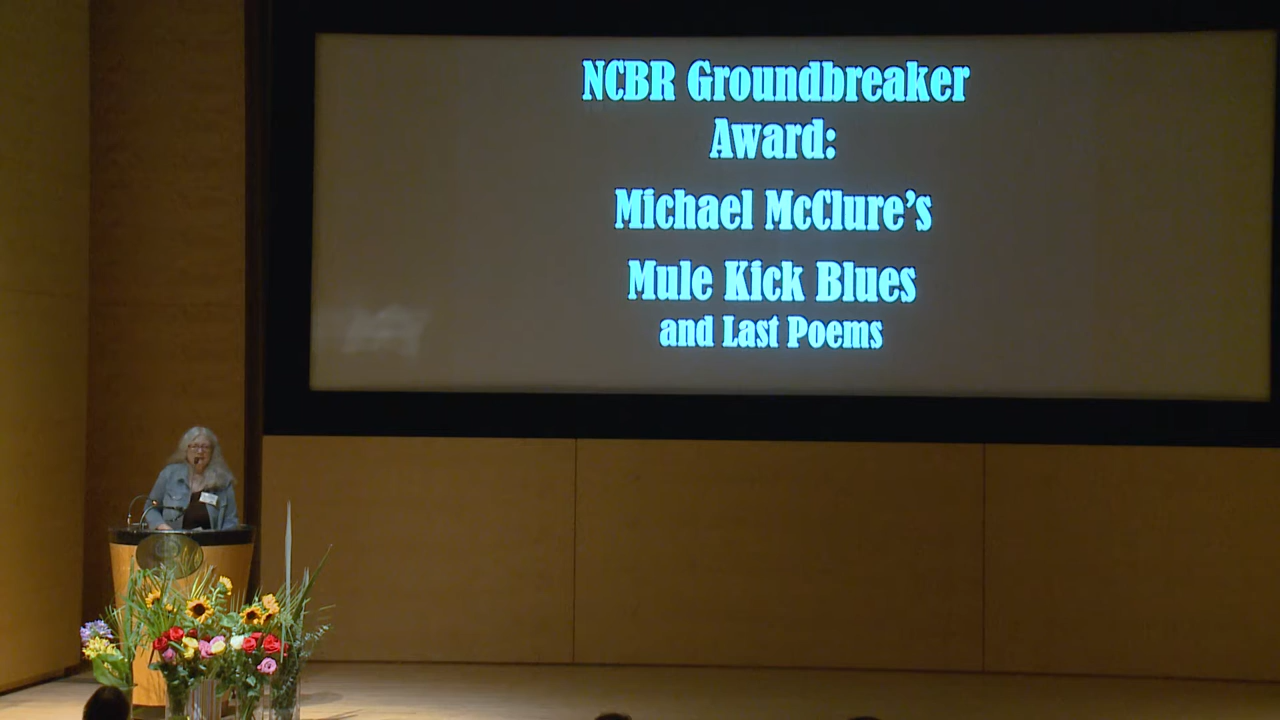 NCBR Groundbreaker
Award:
Michael McClure’s
Mule Kick Blues
and Last Poems